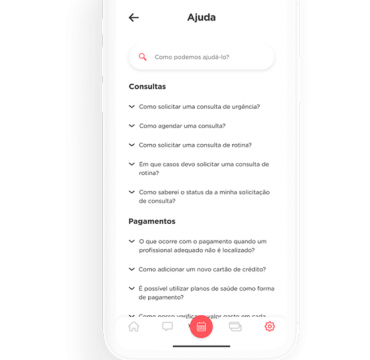 Ajuda
Como podemos ajudá-lo?
Consultas
Como solicitar uma consulta de urgência?
Como agendar uma consulta?
Como solicitar uma consulta de rotina?
Em que casos devo solicitar uma consulta de
rotina?
Como saberei o status da a minha solicitação
de consulta?
Pagamentos
O que ocorre com o pagamento quando um
profissional adequado não é localizado?
Como adicionar um novo cartão de crédito?
É possível utilizar planos de saúde como forma
de pagamento?
Como posso verificar valor gasto em cada